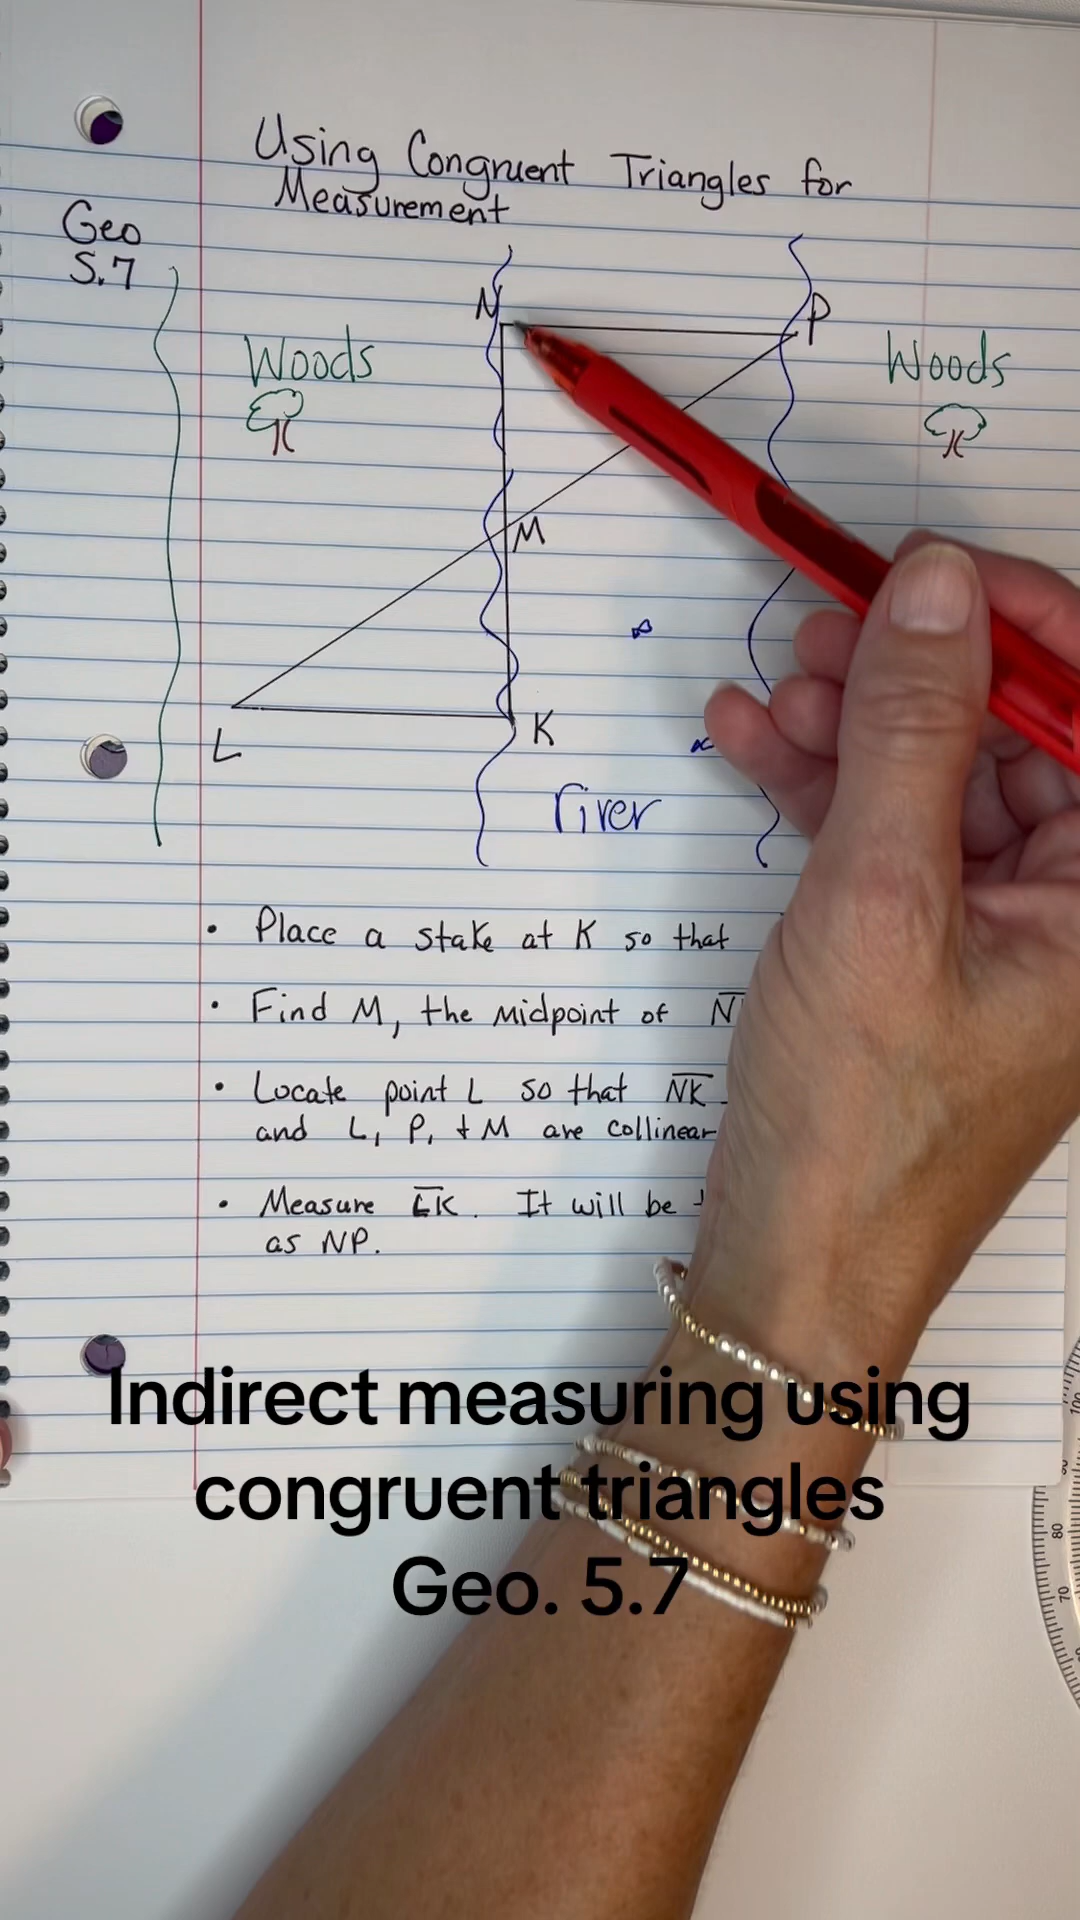 Using Congruent Triangles for
Measurement
Geo
5.7
N
P
Woods
Woods
M
L
K
river
• Place a stake at K so that
• Find M, the midpoint of
• Locate point L so that NK
and L, P, + M are collinear
• Measure LK. It will be
as NP.
Indirect measuring using
congruent triangles
Geo. 5.7
80
70